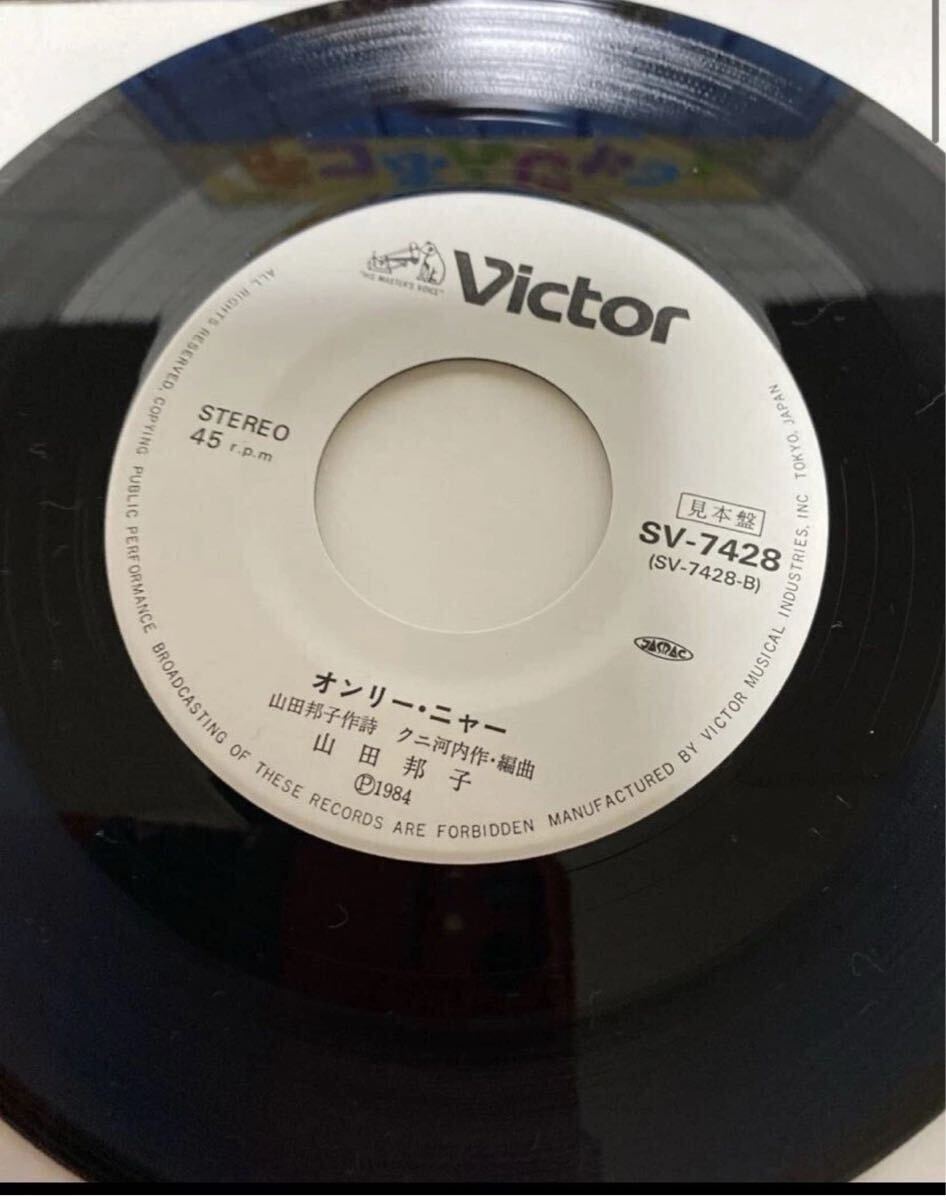 "HIS MASTER'S VOICE"
Victor
STEREO
45 r.p.m
見本盤
SV-7428
(SV-7428-B)
JASRAC
オンリー・ニャー
山田邦子作詩 クニ河内作・編曲
山田邦子
Ⓟ1984
ALL RIGHTS RESERVED, COPYING PUBLIC PERFORMANCE BROADCASTING OF THESE RECORDS ARE FORBIDDEN MANUFACTURED BY VICTOR MUSICAL INDUSTRIES, INC TOKYO, JAPAN